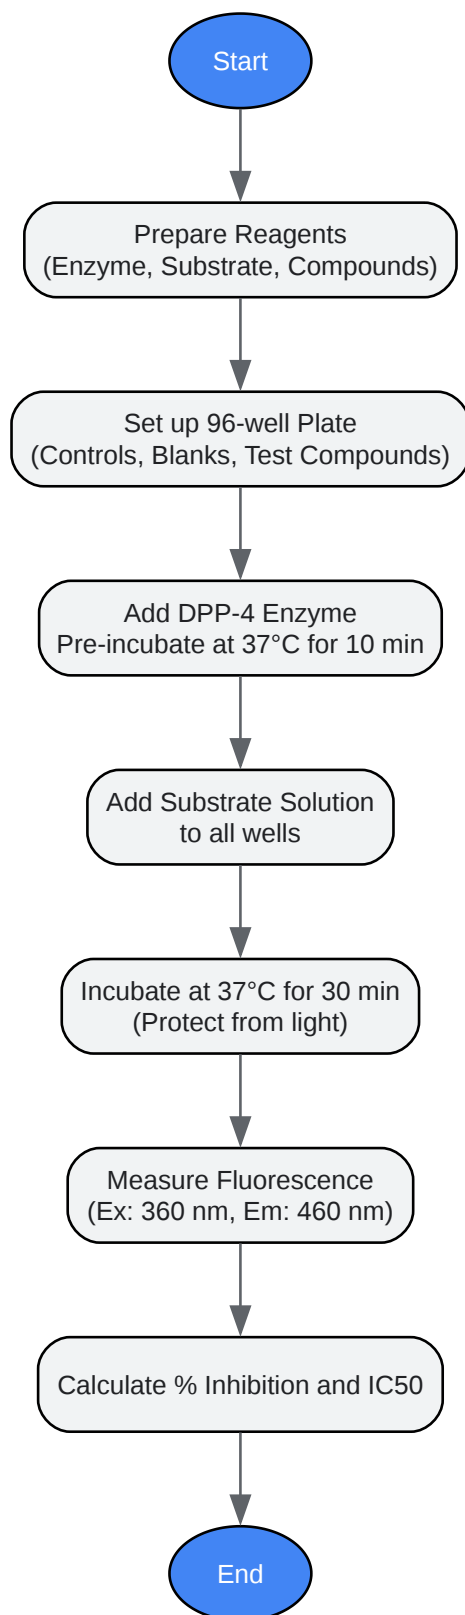 Start
Prepare Reagents
(Enzyme, Substrate, Compounds)
Set up 96-well Plate
(Controls, Blanks, Test Compounds)
Add DPP-4 Enzyme
Pre-incubate at 37°C for 10 min
Add Substrate Solution
to all wells
Incubate at 37°C for 30 min
(Protect from light)
Measure Fluorescence
(Ex: 360 nm, Em: 460 nm)
Calculate % Inhibition and IC50
End